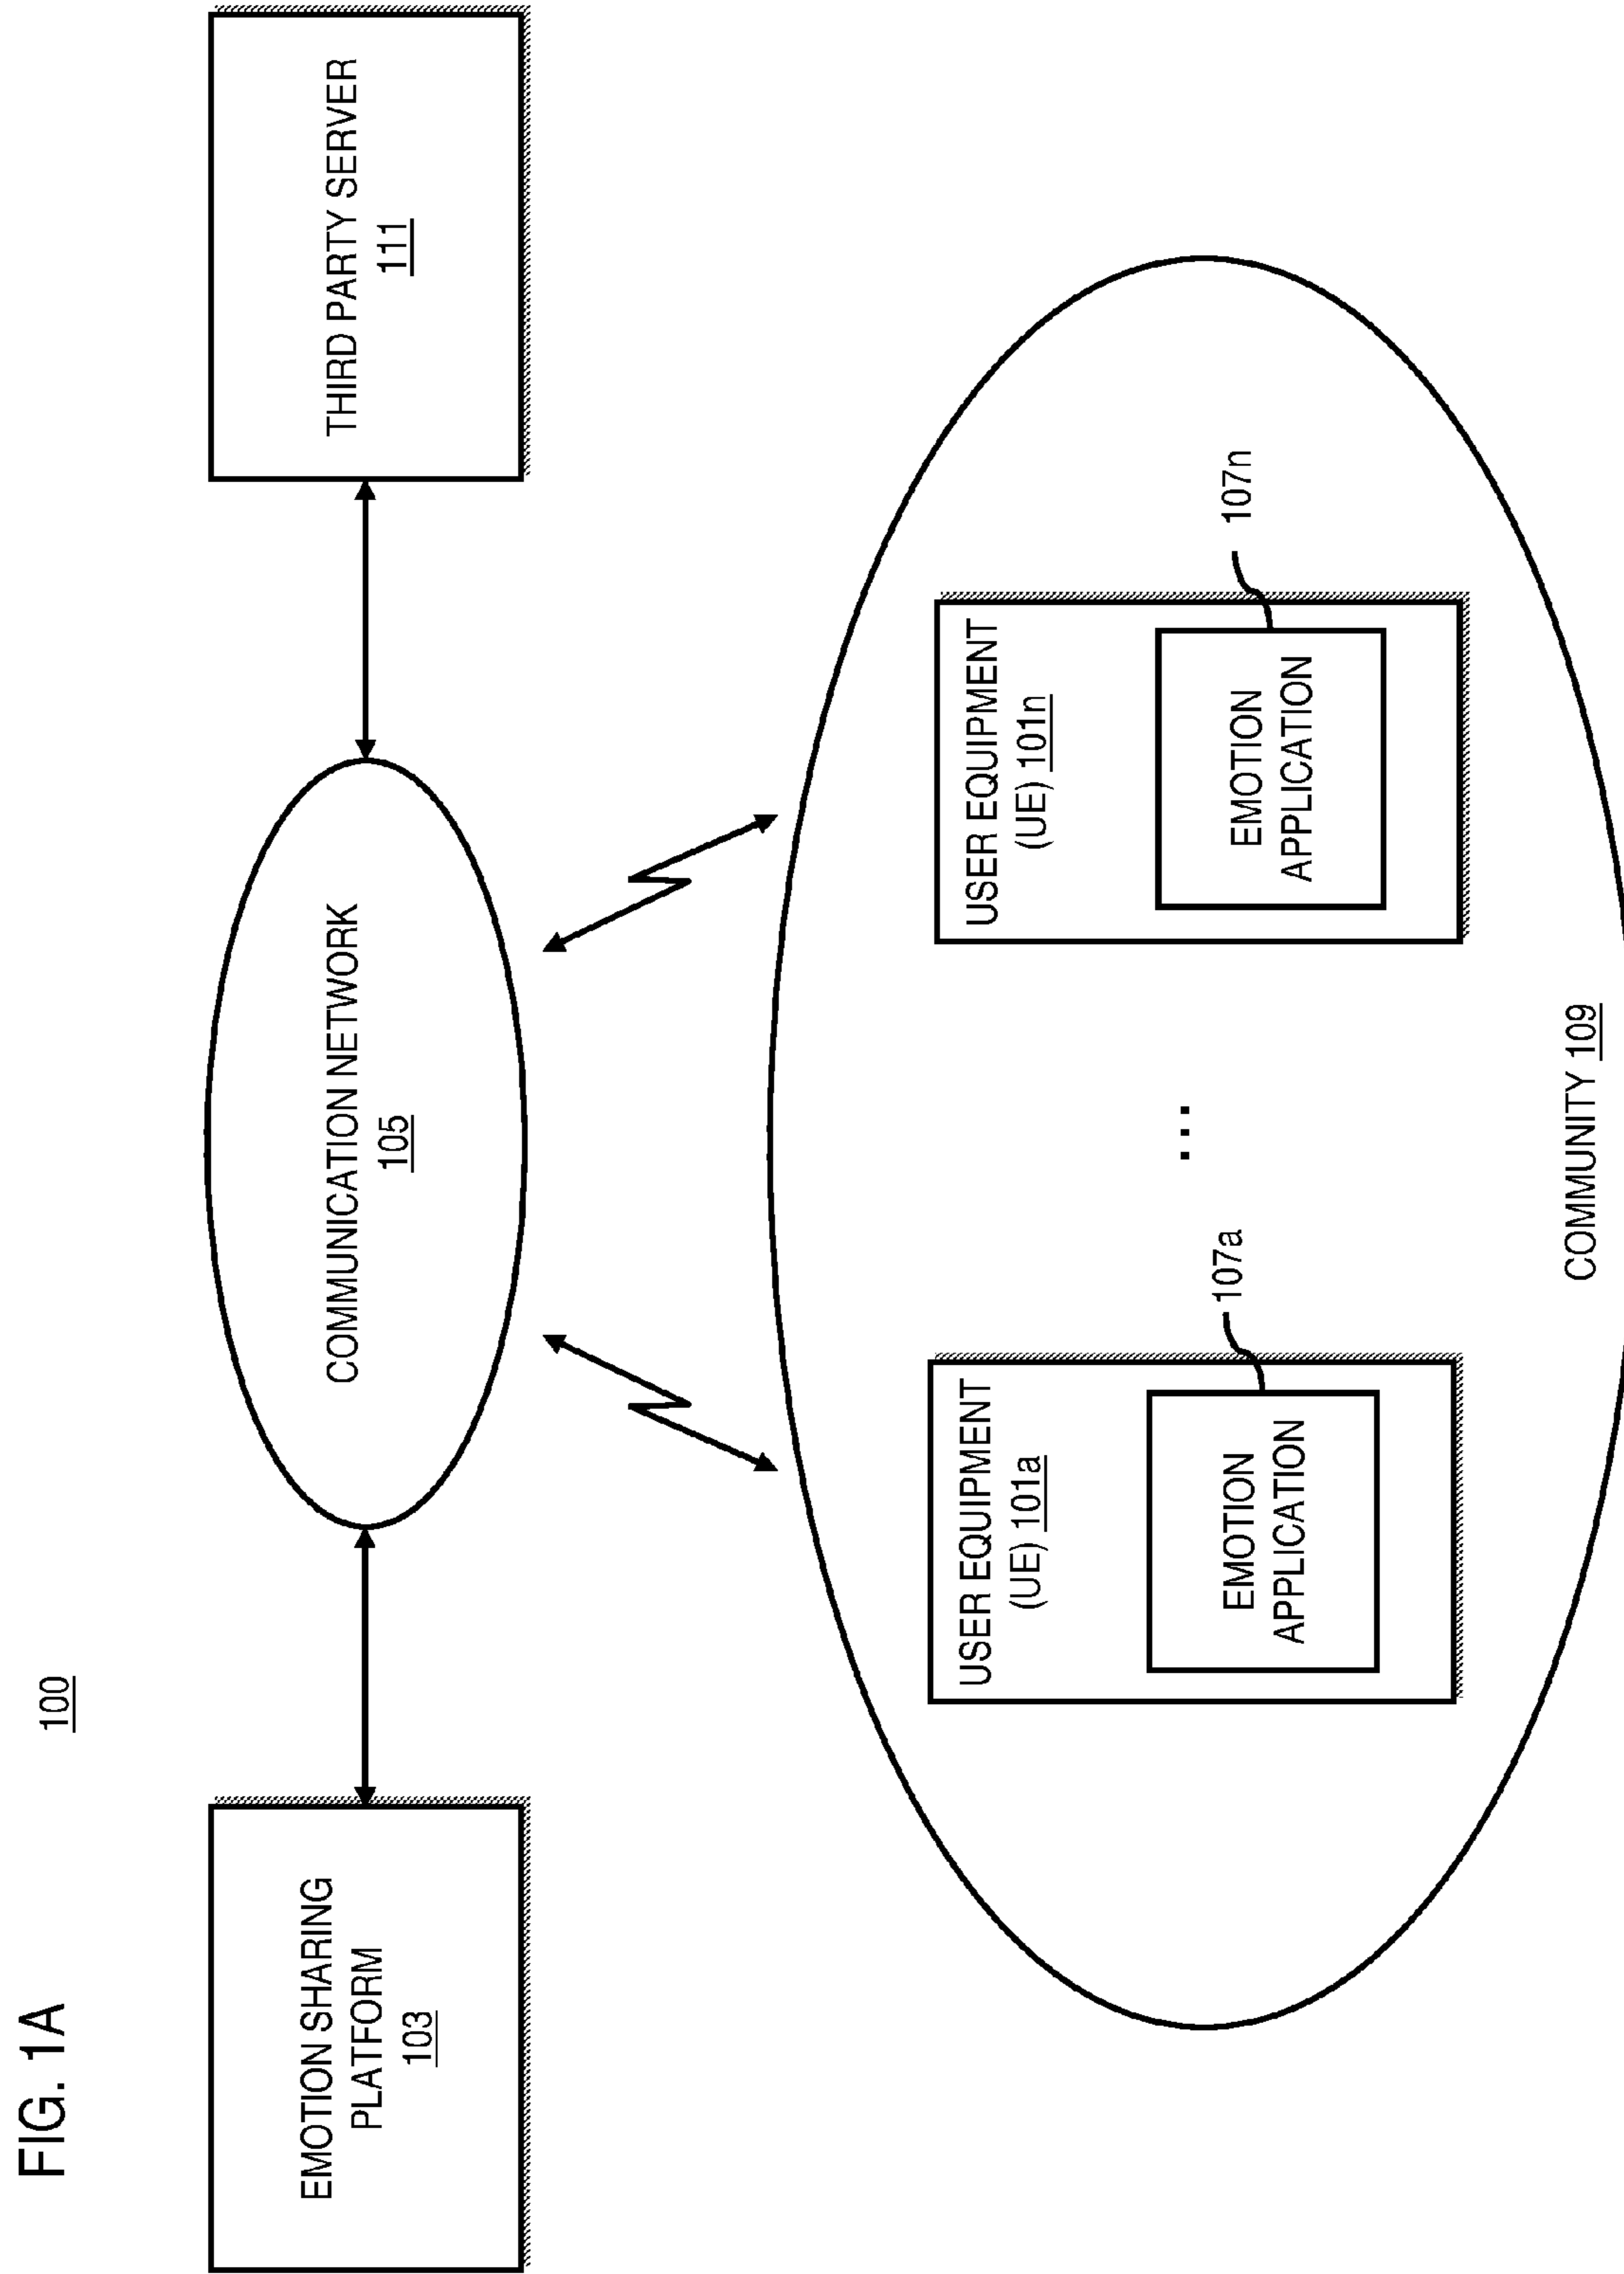 FIG. 1A
100
EMOTION SHARING
PLATFORM
103
COMMUNICATION NETWORK
105
THIRD PARTY SERVER
111
USER EQUIPMENT
(UE) 101a
107a
EMOTION
APPLICATION
...
USER EQUIPMENT
(UE) 101n
107n
EMOTION
APPLICATION
COMMUNITY 109